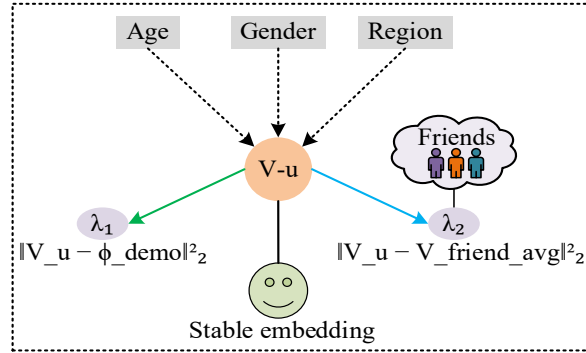 Age
Gender
Region
Friends
V-u
λ₁
λ₂
‖V_u − ϕ_demo‖²₂
‖V_u − V_friend_avg‖²₂
Stable embedding